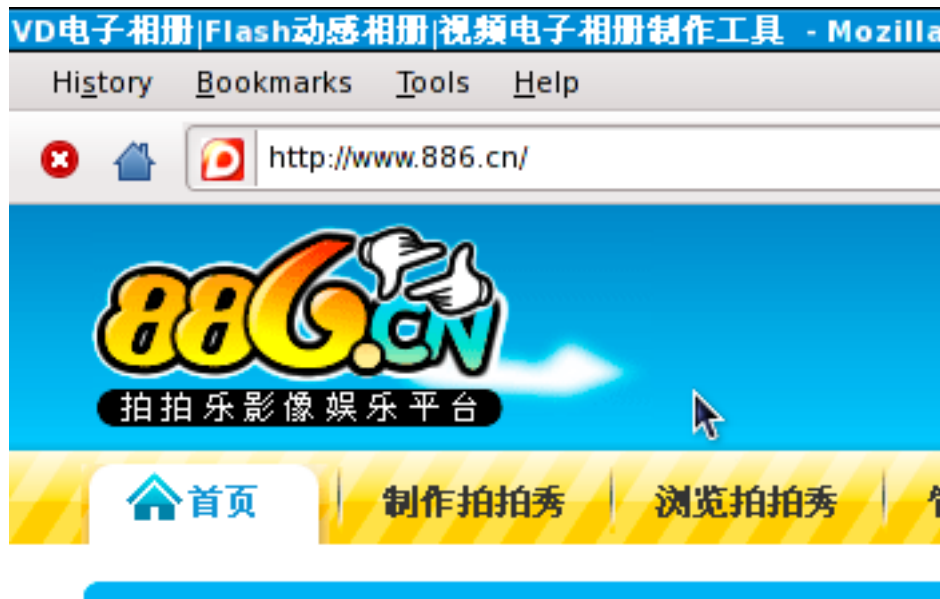 VD电子相册|Flash动感相册|视频电子相册制作工具 - Mozilla
History Bookmarks Tools Help
http://www.886.cn/
886.CN
拍拍乐影像娱乐平台
首页 制作拍拍秀 浏览拍拍秀